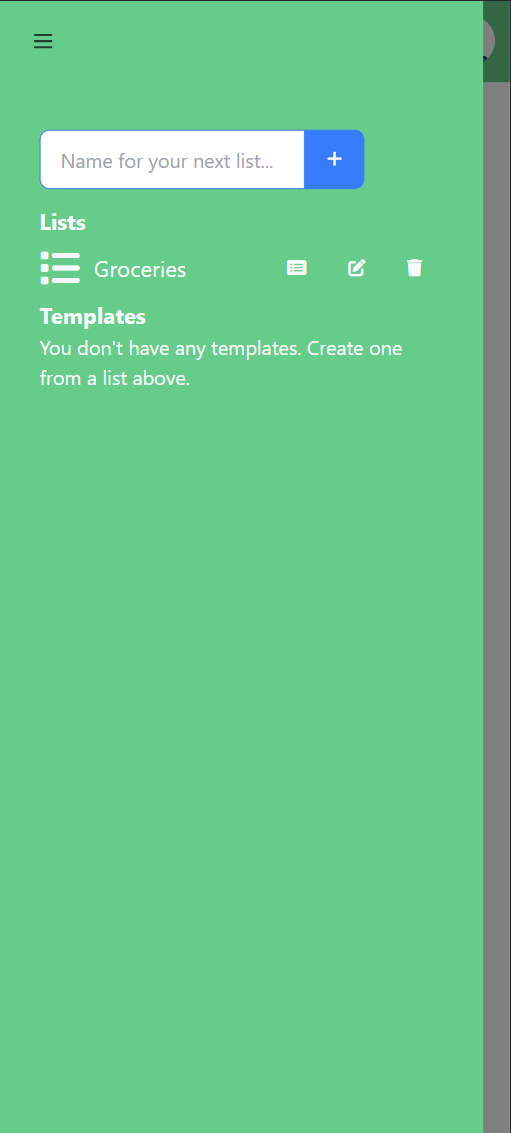 Name for your next list...
Lists
Groceries
Templates
You don't have any templates. Create one
from a list above.